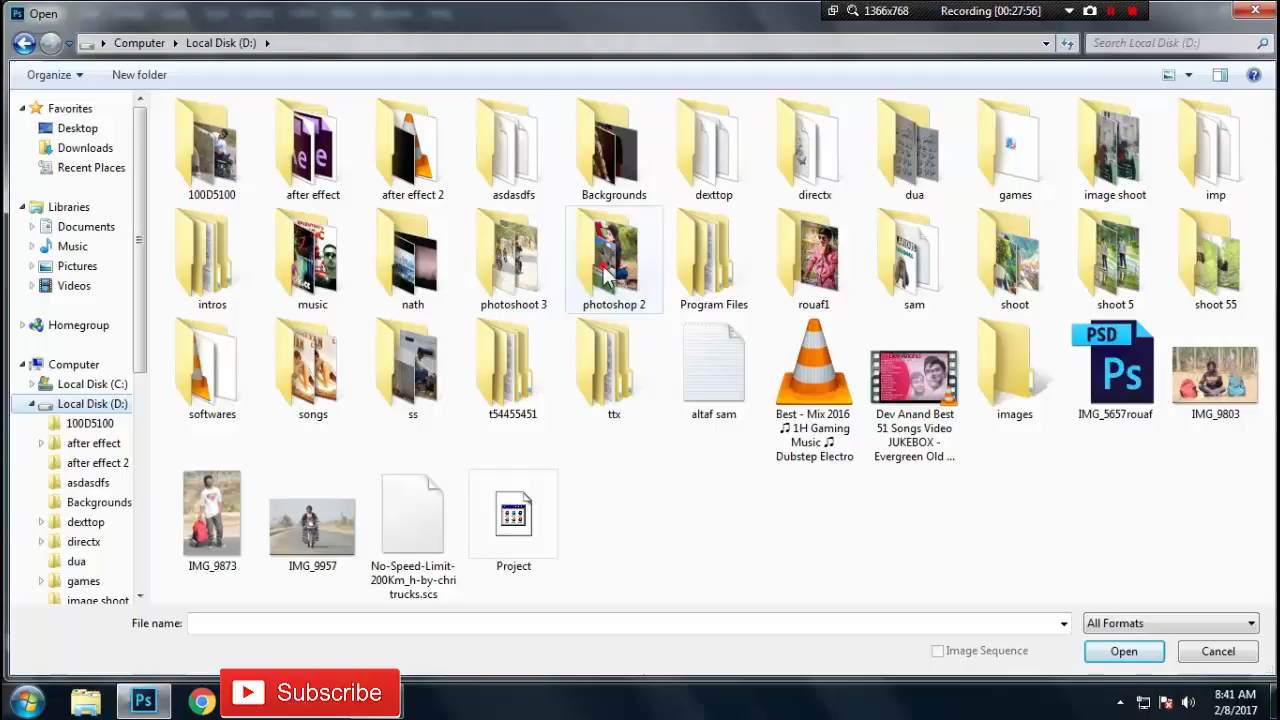 Open
1366x768
Recording [00:27:56]
Computer
Local Disk (D:)
Search Local Disk (D:)
Organize
New folder
Favorites
Desktop
Downloads
Recent Places
Libraries
Documents
Music
Pictures
Videos
Homegroup
Computer
Local Disk (C:)
Local Disk (D:)
100D5100
after effect
after effect 2
asdasdfs
Backgrounds
dexttop
directx
dua
games
image shoot
100D5100
after effect
after effect 2
asdasdfs
Backgrounds
dexttop
directx
dua
games
image shoot
imp
intros
music
nath
photoshoot 3
photoshop 2
Program Files
rouaf1
sam
shoot
shoot 5
shoot 55
PSD
Ps
softwares
songs
ss
t54455451
ttx
altaf sam
Best - Mix 2016
♫ 1H Gaming
Music ♫
Dubstep Electro
Dev Anand Best
51 Songs Video
JUKEBOX -
Evergreen Old ...
images
IMG_5657rouaf
IMG_9803
IMG_9873
IMG_9957
No-Speed-Limit-
200Km_h-by-chri
trucks.scs
Project
File name:
All Formats
Image Sequence
Open
Cancel
Ps
Subscribe
8:41 AM
2/8/2017